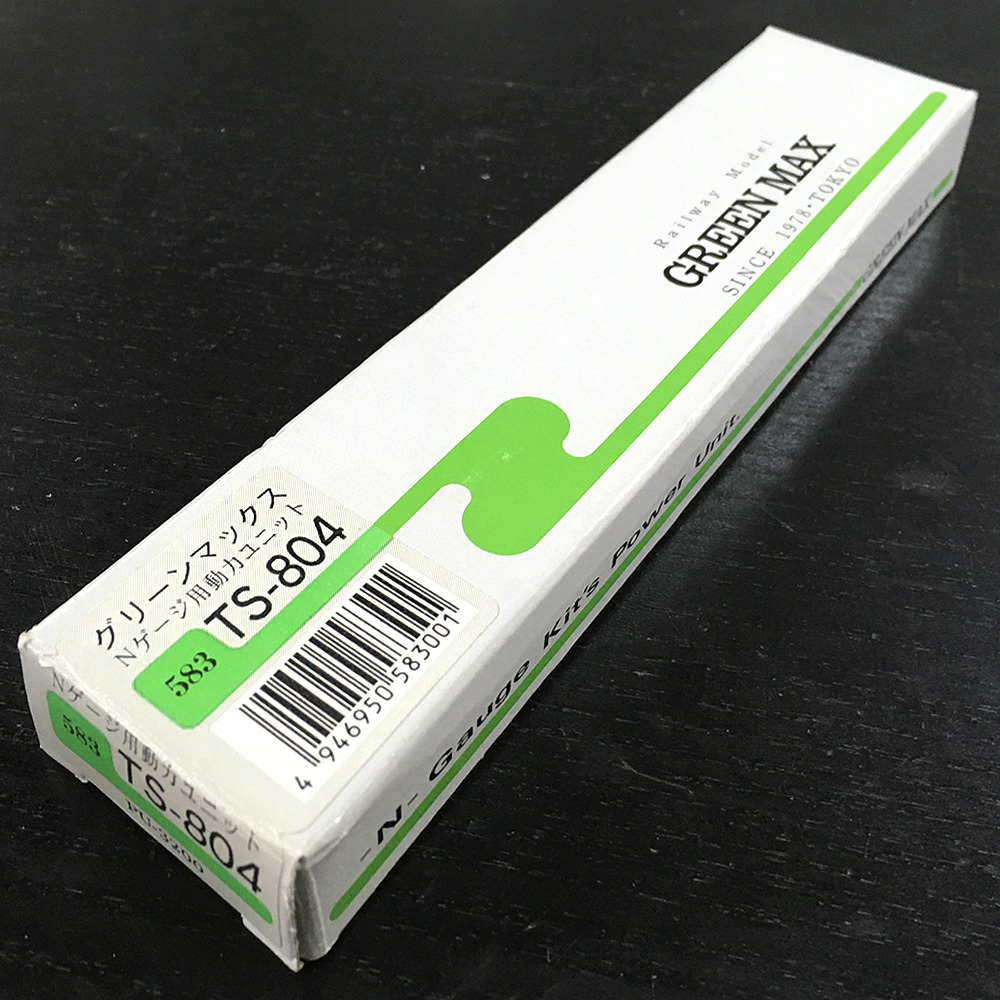 Railway Model
GREEN MAX
SINCE 1978・TOKYO
グリーンマックス
Nゲージ用動力ユニット
583
TS-804
4 946950 583001
Nゲージ用動力ユニット
583
TS-804
PU-3200
-N- Gauge Kit's Power Unit.